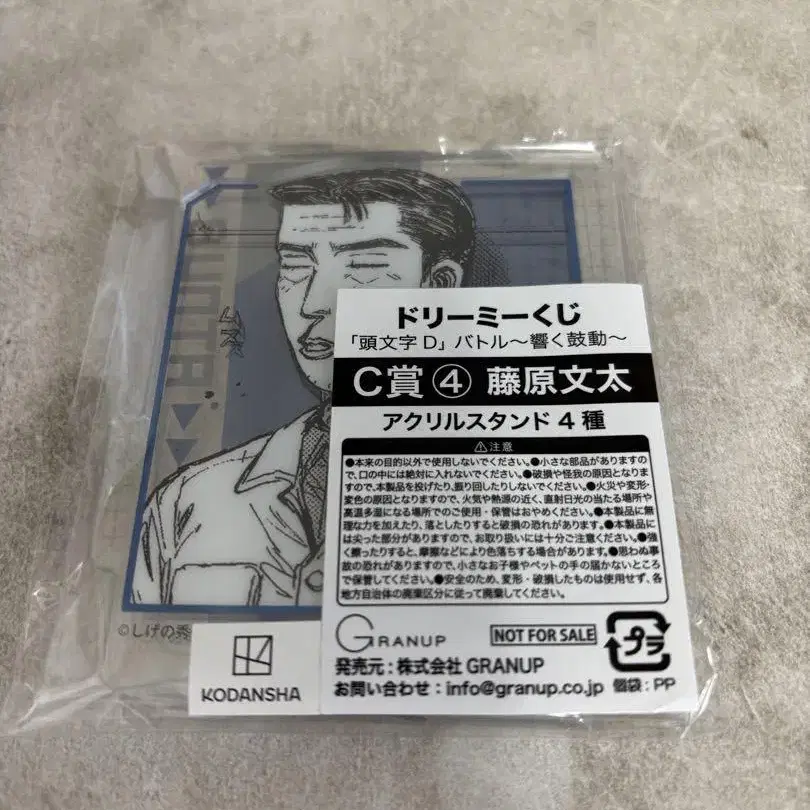 BUNTA
ドリーミーくじ
「頭文字 D」バトル～響く鼓動～
C賞④ 藤原文太
アクリルスタンド 4 種
⚠注意
●本来の目的以外で使用しないでください。●小さな部品がありますの
で、口の中には絶対に入れないでください。●破損や怪我の原因となりま
すので、本製品を投げたり、振り回したりしないでください。●火災や変形・
変色の原因となりますので、火気や熱源の近く、直射日光の当たる場所や
高温多湿になる場所でのご使用・保管はおやめください。●本製品に無
理な力を加えたり、落としたりすると破損の恐れがあります。●本製品に
は尖った部分がありますので、お取り扱いには十分ご注意ください。●強
く擦ったりすると、摩擦などにより色落ちする場合があります。●思わぬ事
故の恐れがありますので、小さなお子様やペットの手の届かないところ
で保管してください。●安全のため、変形・破損したものは使用せず、各
地方自治体の廃棄区分に従って廃棄してください。
©しげの秀
KODANSHA
GRANUP
NOT FOR SALE
プラ
発売元：株式会社 GRANUP
お問い合わせ：info@granup.co.jp
個袋：PP